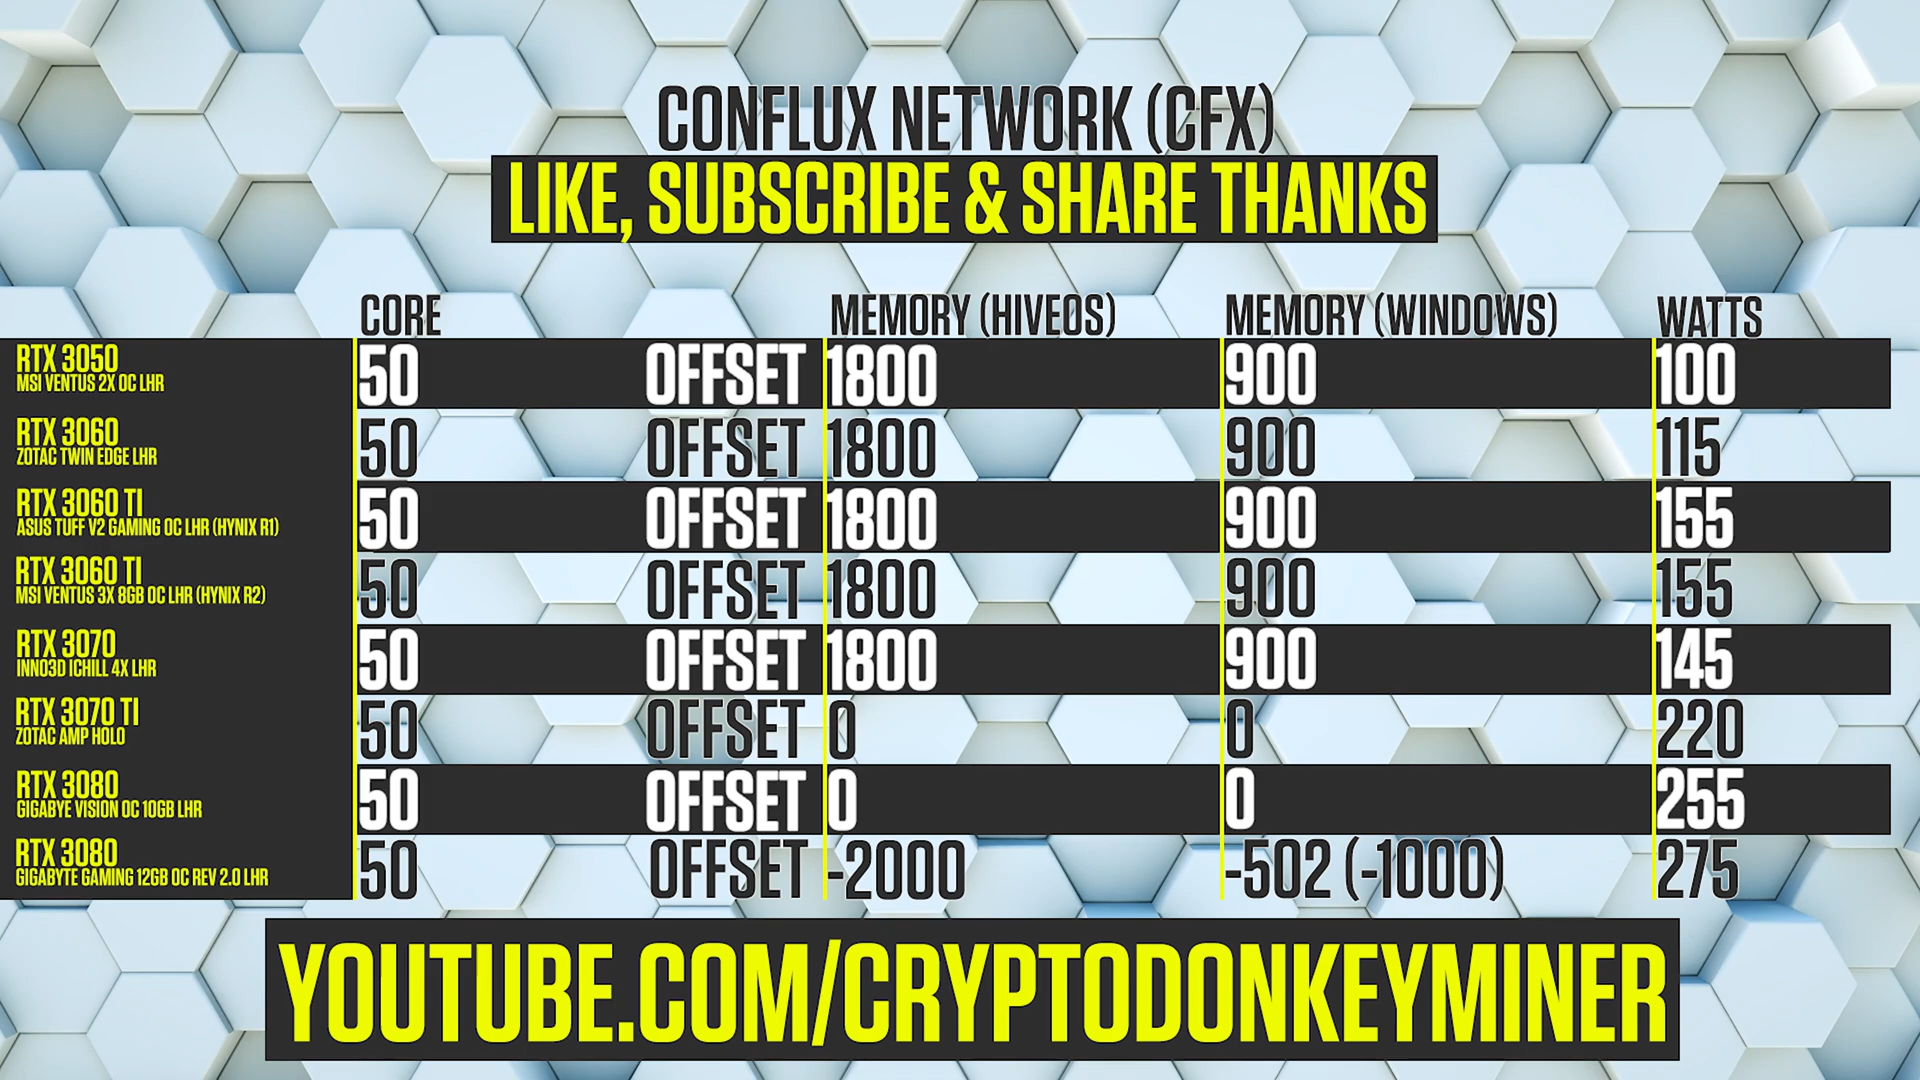 CONFLUX NETWORK (CFX)
LIKE, SUBSCRIBE & SHARE THANKS
CORE MEMORY (HIVEOS) MEMORY (WINDOWS) WATTS
RTX 3050 50 OFFSET 1800 900 100
MSI VENTUS 2X OC LHR
RTX 3060 50 OFFSET 1800 900 115
ZOTAC TWIN EDGE LHR
RTX 3060 TI 50 OFFSET 1800 900 155
ASUS TUFF V2 GAMING OC LHR (HYNIX R1)
RTX 3060 TI 50 OFFSET 1800 900 155
MSI VENTUS 3X 8GB OC LHR (HYNIX R2)
RTX 3070 50 OFFSET 1800 900 145
INNO3D ICHILL 4X LHR
RTX 3070 TI 50 OFFSET 0 0 220
ZOTAC AMP HOLO
RTX 3080 50 OFFSET 0 0 255
GIGABYE VISION OC 10GB LHR
RTX 3080 50 OFFSET -2000 -502 (-1000) 275
GIGABYTE GAMING 12GB OC REV 2.0 LHR
YOUTUBE.COM/CRYPTODONKEYMINER